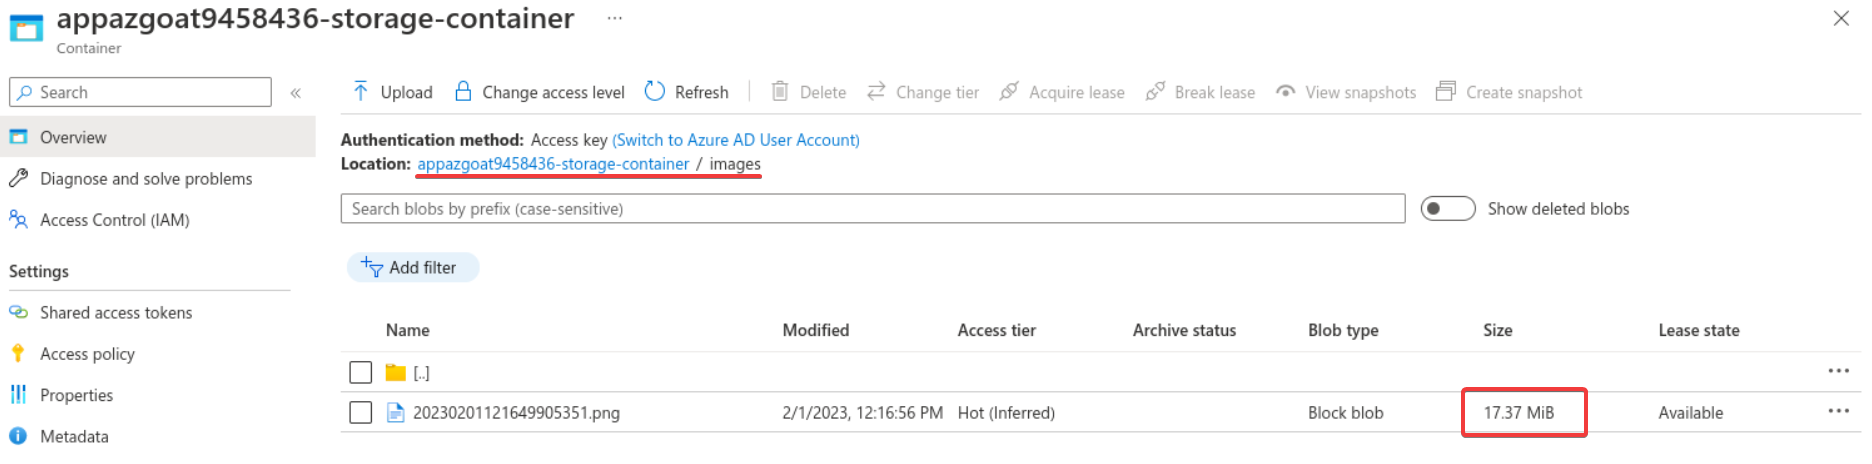 appazgoat9458436-storage-container ...
Container
Search «
Upload Change access level Refresh Delete Change tier Acquire lease Break lease View snapshots Create snapshot
Overview
Authentication method: Access key (Switch to Azure AD User Account)
Location: appazgoat9458436-storage-container / images
Diagnose and solve problems
Access Control (IAM)
Search blobs by prefix (case-sensitive) Show deleted blobs
Add filter
Settings
Shared access tokens
Access policy
Properties
Metadata
Name Modified Access tier Archive status Blob type Size Lease state
[..] ...
20230201121649905351.png 2/1/2023, 12:16:56 PM Hot (Inferred) Block blob 17.37 MiB Available ...